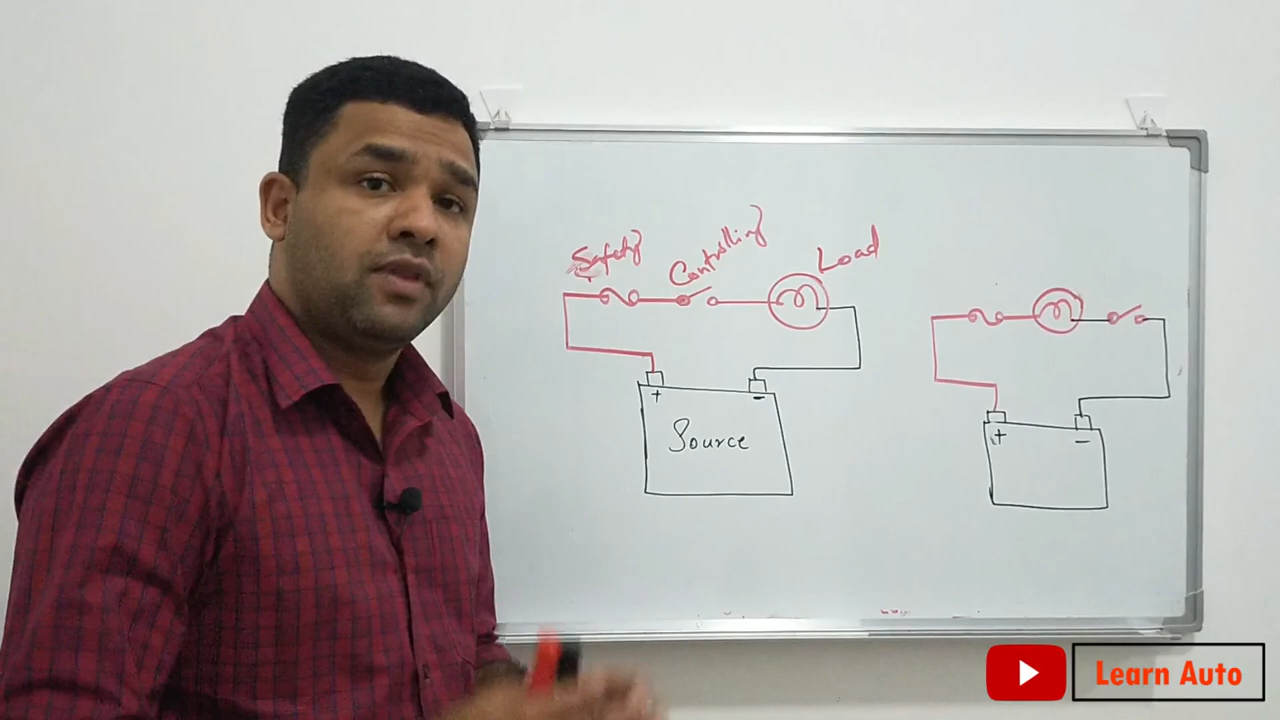 Safety
Controlling
Load
+
-
Source
+
-
Learn Auto